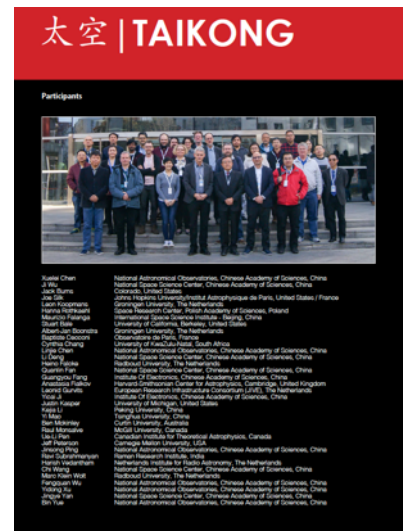 太空 | TAIKONG
Participants
Xuelei Chen National Astronomical Observatories, Chinese Academy of Sciences, China
Ji Wu National Space Science Center, Chinese Academy of Sciences, China
Jack Burns Colorado, United States
Joe Silk Johns Hopkins University/Institut Astrophysique de Paris, United States / France
Leon Koopmans Groningen University, The Netherlands
Hanna Rothkaehl Space Research Center, Polish Academy of Sciences, Poland
Maurizio Falanga International Space Science Institute - Beijing, China
Stuart Bale University of California, Berkeley, United States
Albert-Jan Boonstra Groningen University, The Netherlands
Baptiste Cecconi Observatoire de Paris, France
Cynthia Chiang University of KwaZulu-Natal, South Africa
Linjie Chen National Astronomical Observatories, Chinese Academy of Sciences, China
Li Deng National Space Science Center, Chinese Academy of Sciences, China
Heino Falcke Radboud University, The Netherlands
Quanlin Fan National Space Science Center, Chinese Academy of Sciences, China
Guangyou Fang Institute Of Electronics, Chinese Academy of Sciences, China
Anastasia Fialkov Harvard-Smithsonian Center for Astrophysics, Cambridge, United Kingdom
Leonid Gurvits European Research Infrastructure Consortium (JIVE), The Netherlands
Yicai Ji Institute Of Electronics, Chinese Academy of Sciences, China
Justin Kasper University of Michigan, United States
Kejia Li Peking University, China
Yi Mao Tsinghua University, China
Ben Mckinley Curtin University, Australia
Raul Monsalve McGill University, Canada
Ue-Li Pen Canadian Institute for Theoretical Astrophysics, Canada
Jeff Peterson Carnegie Mellon University, USA
Jinsong Ping National Astronomical Observatories, Chinese Academy of Sciences, China
Ravi Subrahmanyan Raman Research Institute, India
Harish Vedantham Netherlands Institute for Radio Astronomy, The Netherlands
Chi Wang National Space Science Center, Chinese Academy of Sciences, China
Marc Klein Wolt Radboud University, The Netherlands
Fengquan Wu National Astronomical Observatories, Chinese Academy of Sciences, China
Yidong Xu National Astronomical Observatories, Chinese Academy of Sciences, China
Jingye Yan National Space Science Center, Chinese Academy of Sciences, China
Bin Yue National Astronomical Observatories, Chinese Academy of Sciences, China